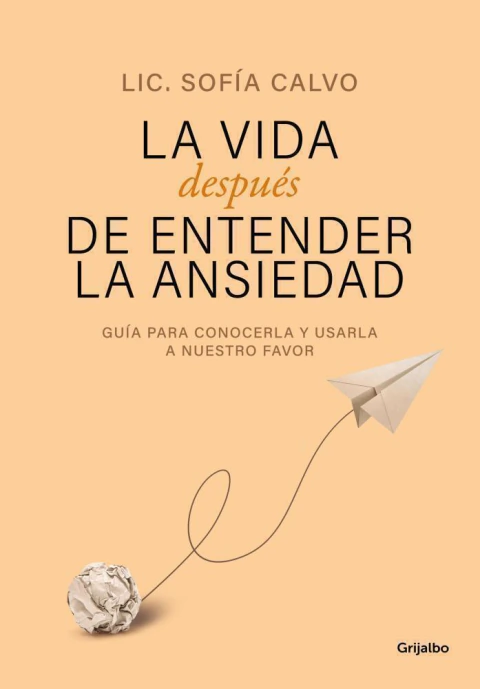 LIC. SOFÍA CALVO
LA VIDA
después
DE ENTENDER
LA ANSIEDAD
GUÍA PARA CONOCERLA Y USARLA
A NUESTRO FAVOR
Grijalbo